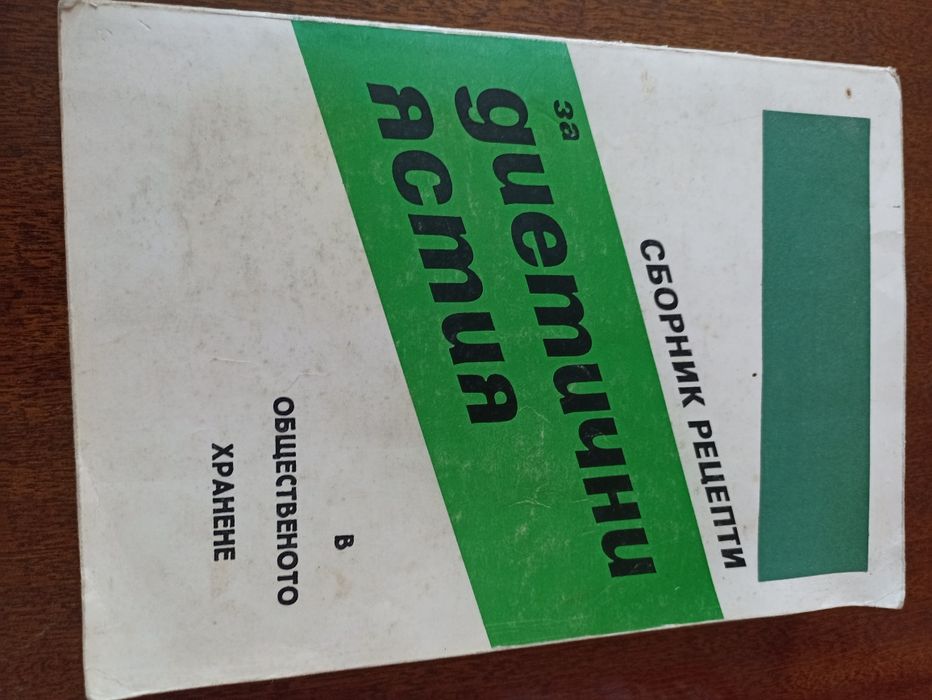 СБОРНИК РЕЦЕПТИ
за
диетични
ястия
В
ОБЩЕСТВЕНОТО
ХРАНЕНЕ